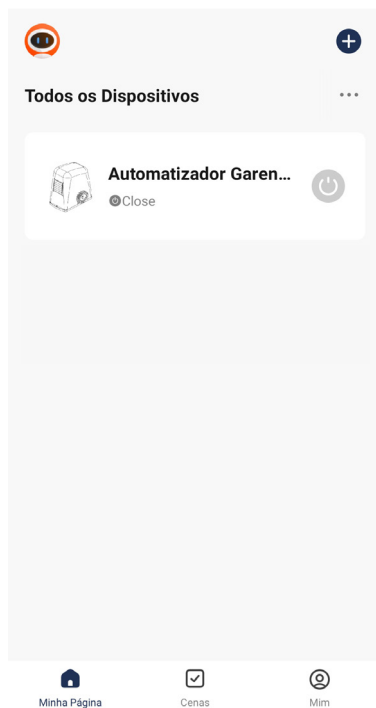 Todos os Dispositivos
Automatizador Garen...
Close
Minha Página
Cenas
Mim